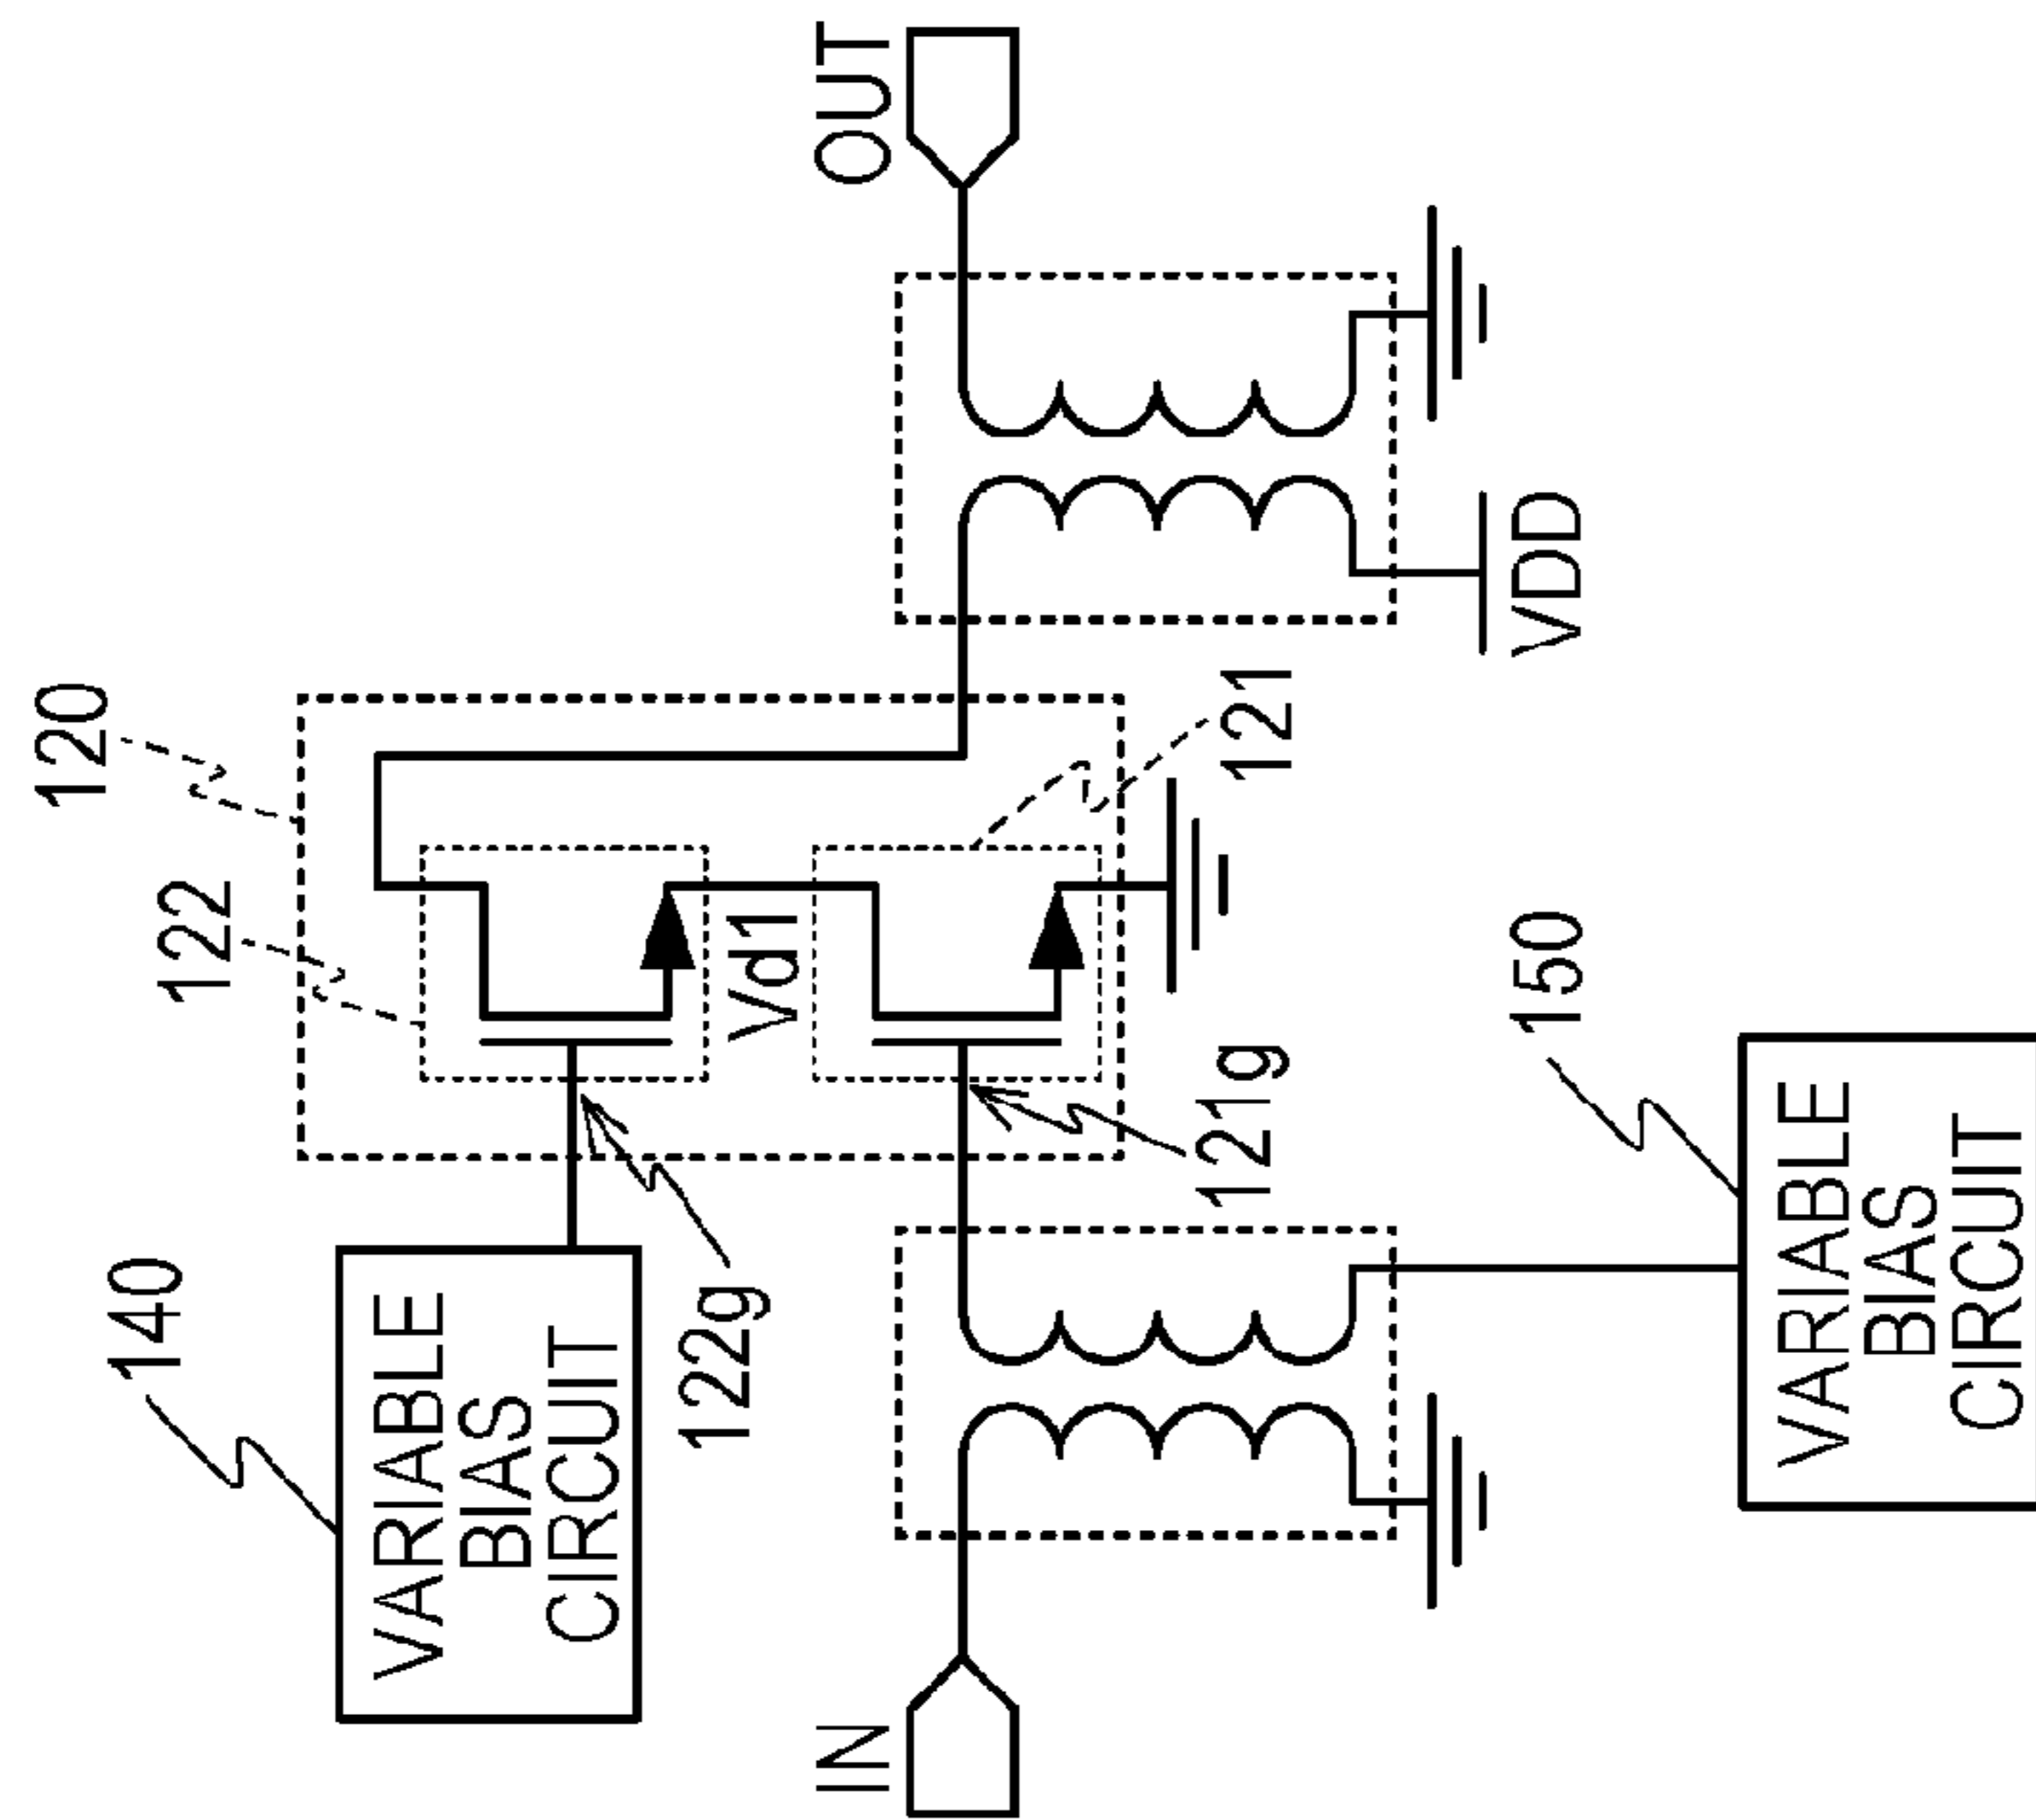 120
122
140
VARIABLE
BIAS
CIRCUIT
122g
Vd1
IN
OUT
121g
121
VDD
150
VARIABLE
BIAS
CIRCUIT